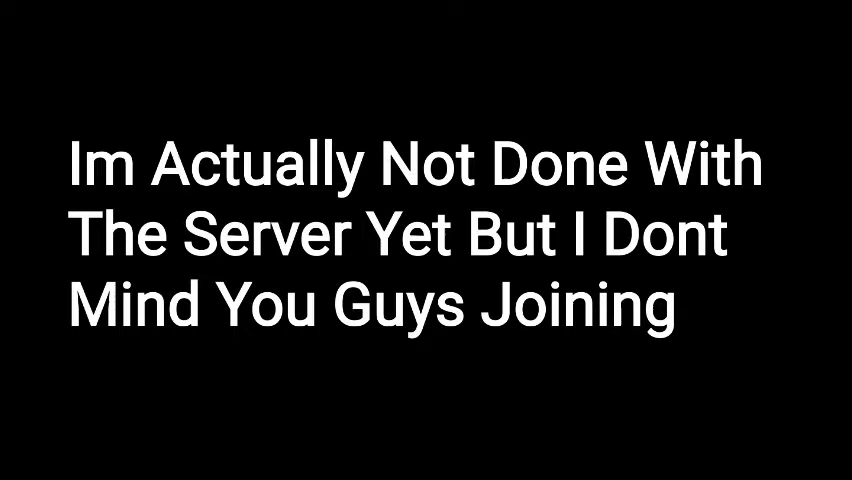 Im Actually Not Done With
The Server Yet But I Dont
Mind You Guys Joining